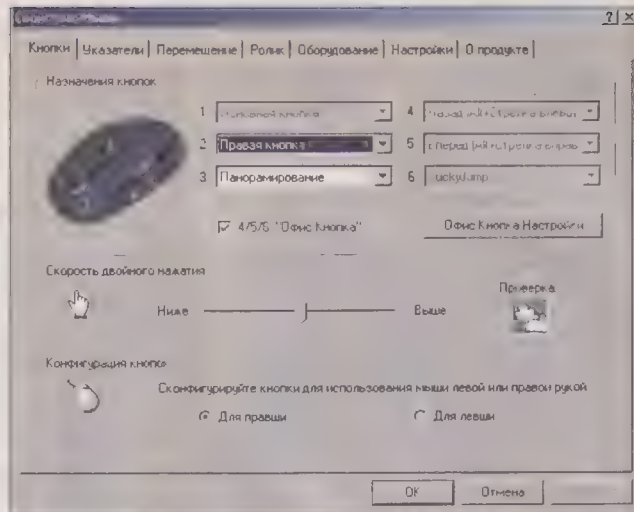 Кнопки Указатели Перемещение Ролик Оборудование Настройки О продукте
Назначения кнопок
1 кнопка 4
2 Правая кнопка 5
3 Панорамирование 6
4/5/6 "Офис Кнопка" Офис Кнопка Настройки
Скорость двойного нажатия
Проверка
Ниже Выше
Конфигурация кнопо
Сконфигурируйте кнопки для использования мыши левой или правой рукой
Для правши Для левши
OK Отмена